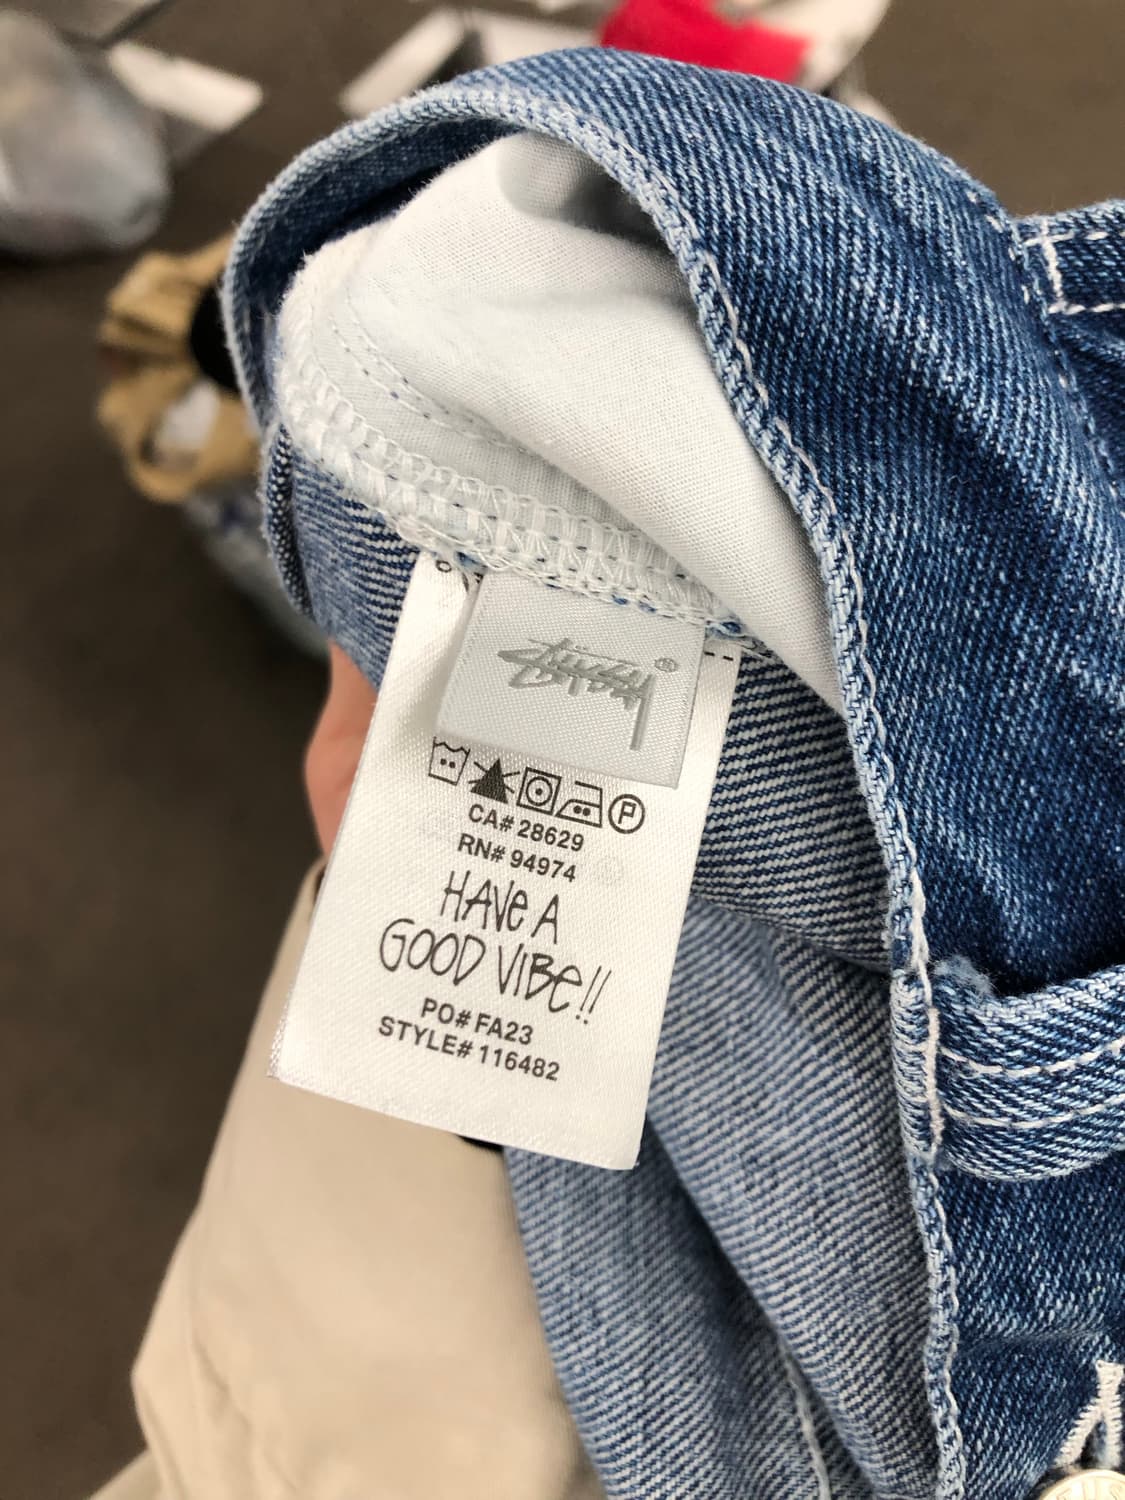 Stüssy®
P
CA# 28629
RN# 94974
HAVE A
GOOD VIBE!!
PO# FA23
STYLE# 116482